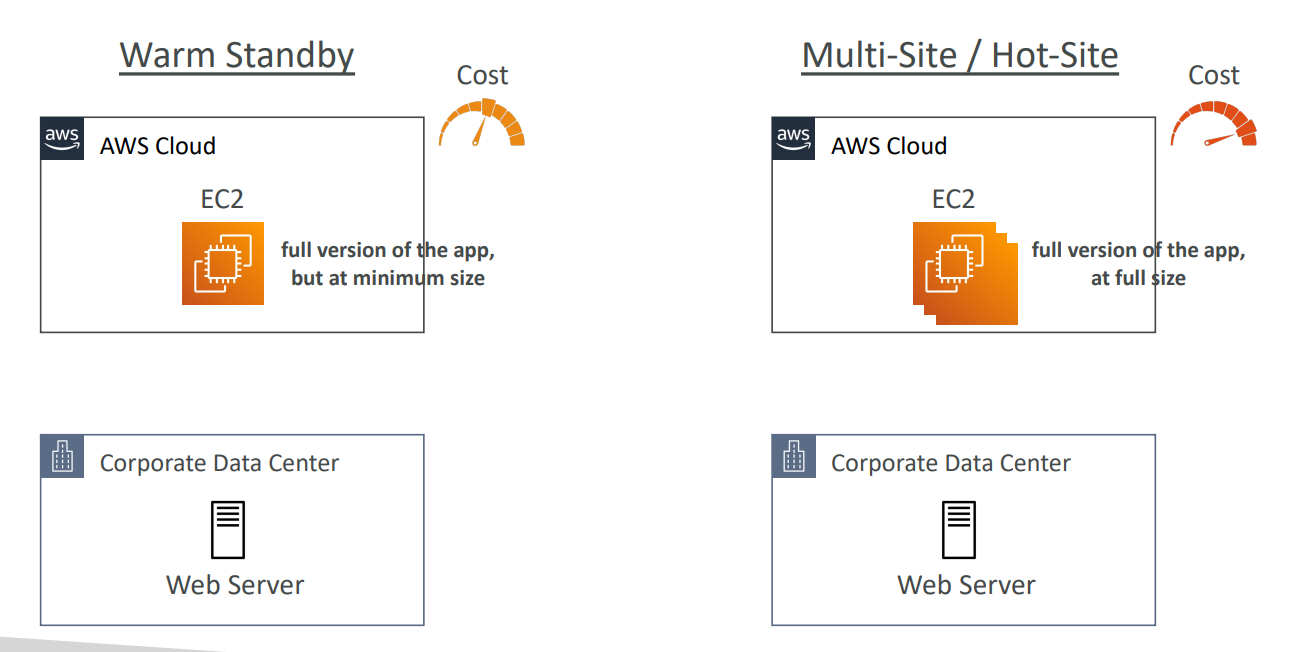 Warm Standby
Cost
aws
AWS Cloud
EC2
full version of the app,
but at minimum size
Corporate Data Center
Web Server
Multi-Site / Hot-Site
Cost
aws
AWS Cloud
EC2
full version of the app,
at full size
Corporate Data Center
Web Server